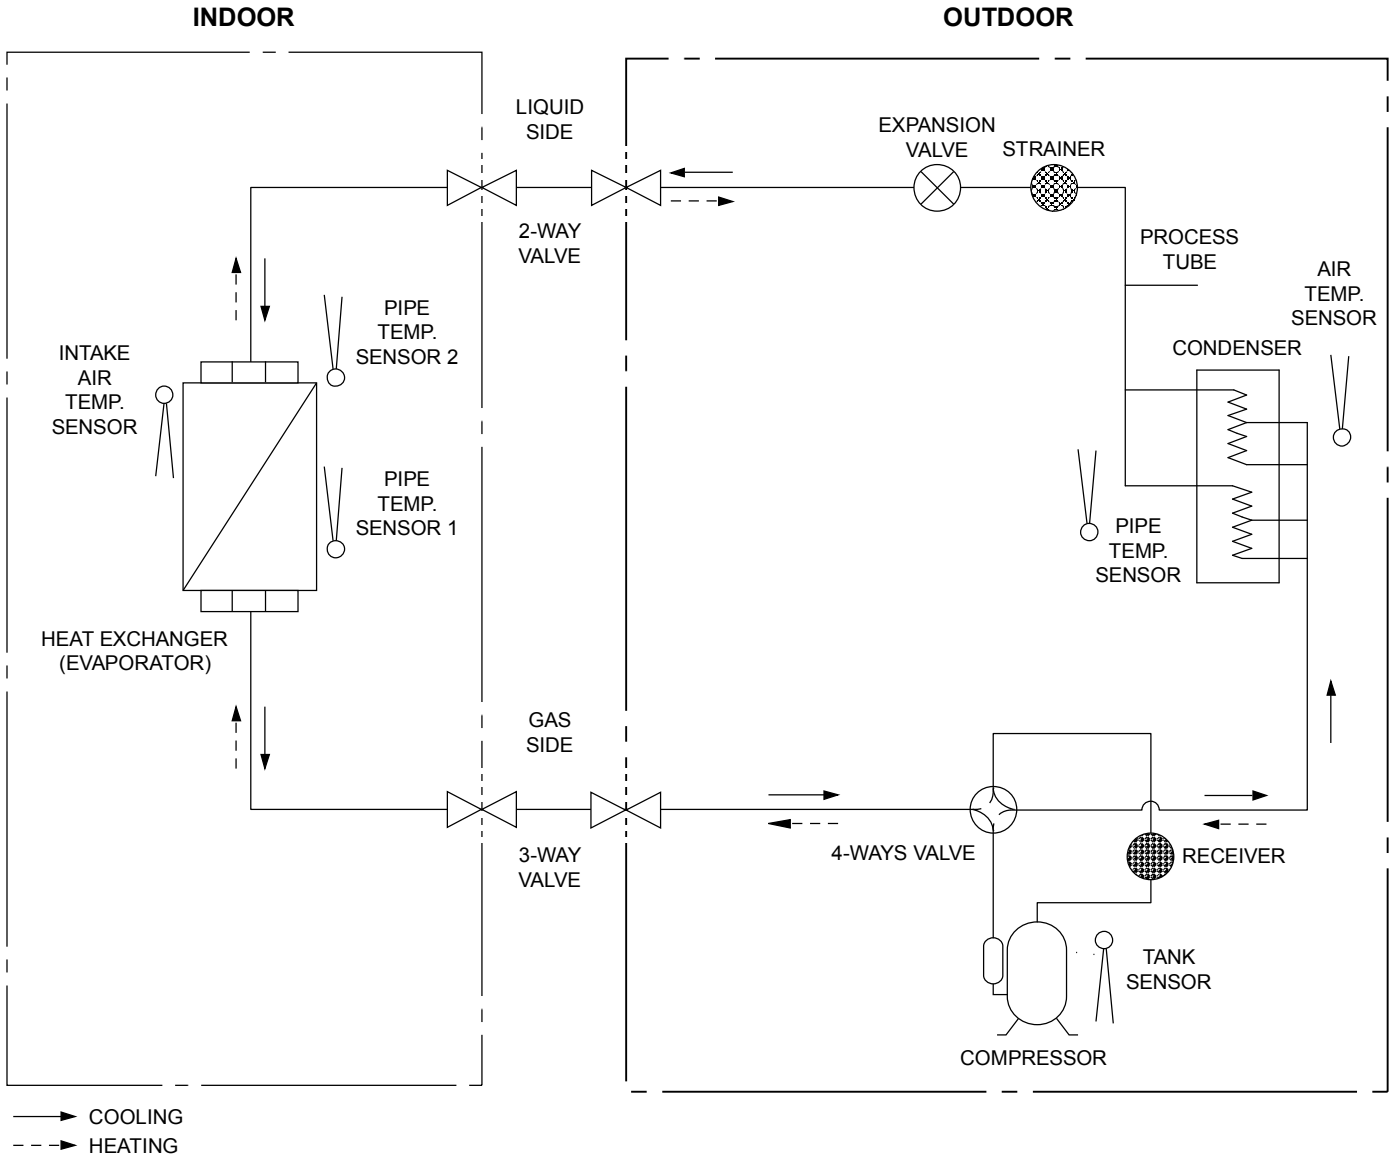 INDOOR
OUTDOOR
LIQUID
SIDE
EXPANSION
VALVE
STRAINER
2-WAY
VALVE
PROCESS
TUBE
AIR
TEMP.
SENSOR
PIPE
TEMP.
SENSOR 2
INTAKE
AIR
TEMP.
SENSOR
CONDENSER
PIPE
TEMP.
SENSOR 1
PIPE
TEMP.
SENSOR
HEAT EXCHANGER
(EVAPORATOR)
GAS
SIDE
3-WAY
VALVE
4-WAYS VALVE
RECEIVER
TANK
SENSOR
COMPRESSOR
COOLING
HEATING